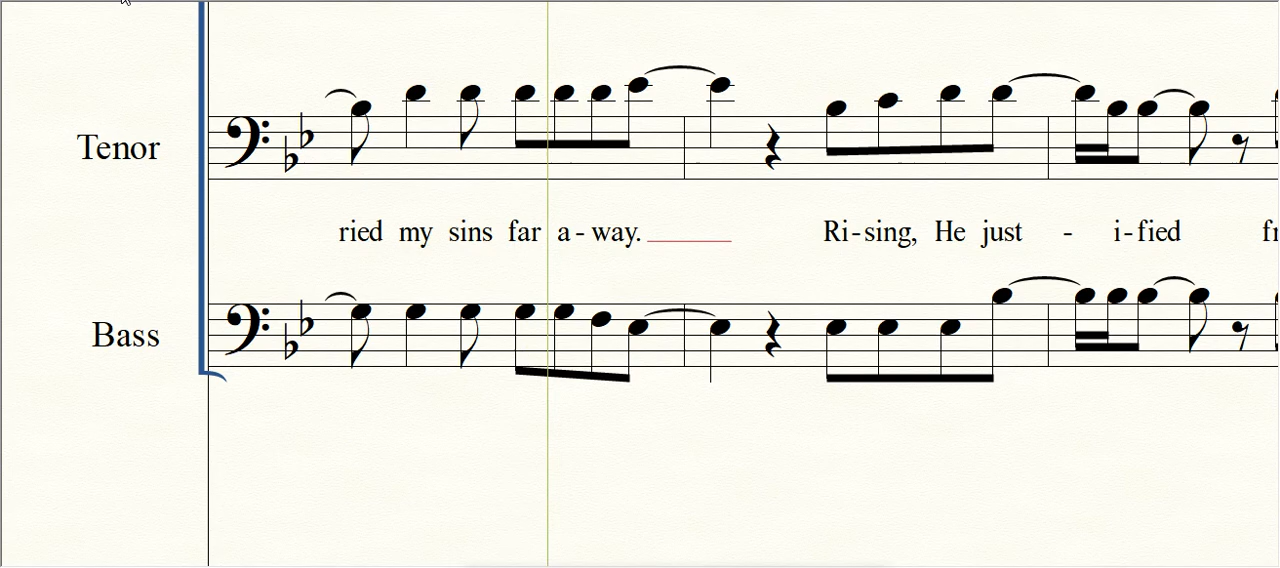 Tenor
ried my sins far a - way. Ri - sing, He just - i - fied
Bass